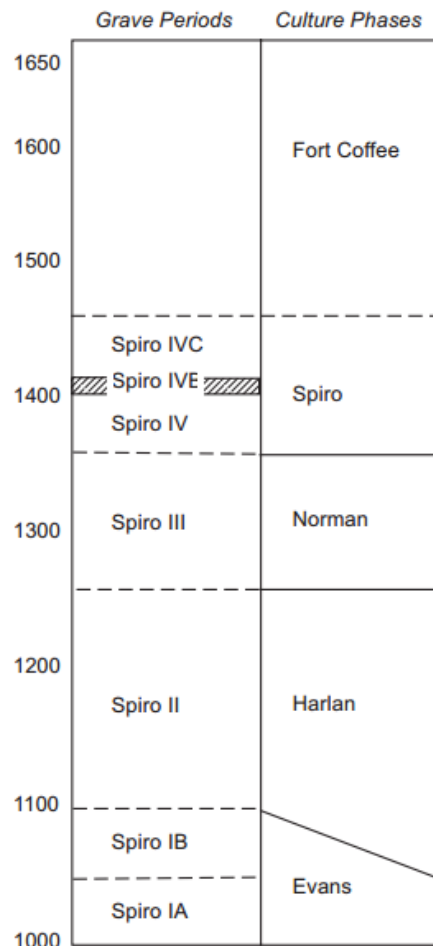 Grave Periods Culture Phases
1650
1600 Fort Coffee
1500
Spiro IVC
Spiro IVB
1400 Spiro
Spiro IV
1300 Spiro III Norman
1200
Spiro II Harlan
1100
Spiro IB
Evans
Spiro IA
1000